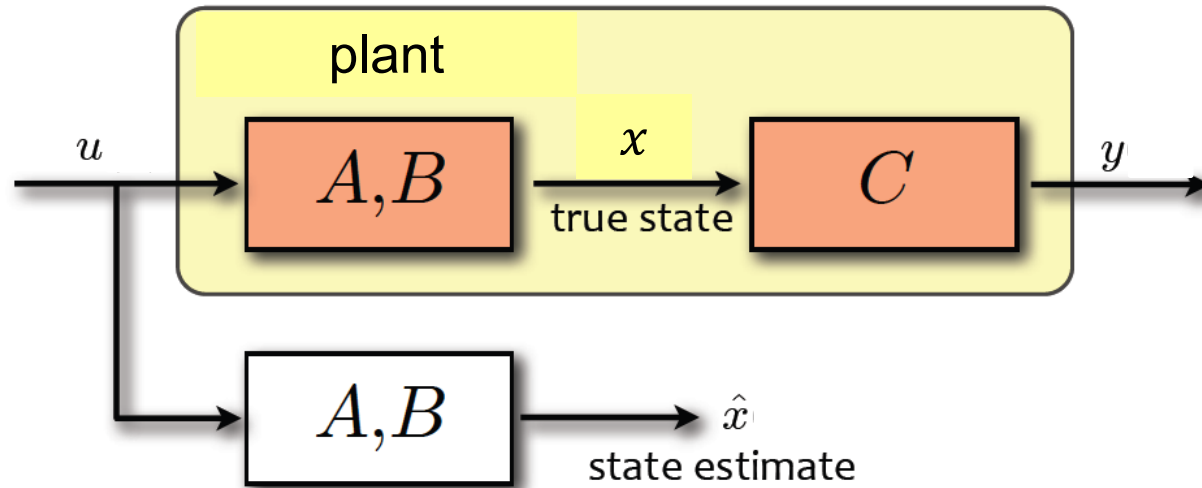 plant
u
A,B
x
true state
C
y
A,B
x̂
state estimate